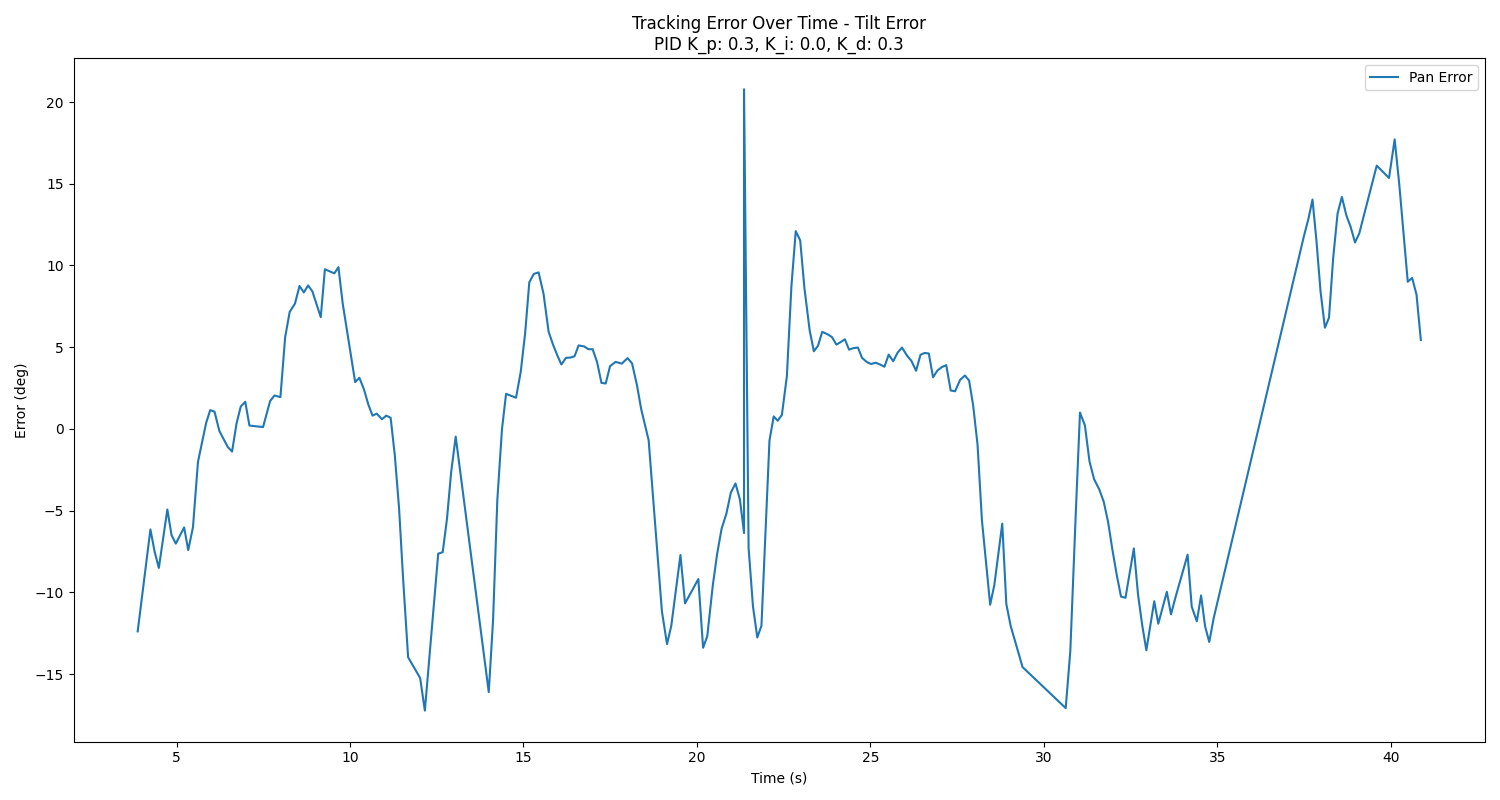 Tracking Error Over Time - Tilt Error
PID K_p: 0.3, K_i: 0.0, K_d: 0.3
Pan Error
20
15
10
5
0
−5
−10
−15
Error (deg)
5 10 15 20 25 30 35 40
Time (s)